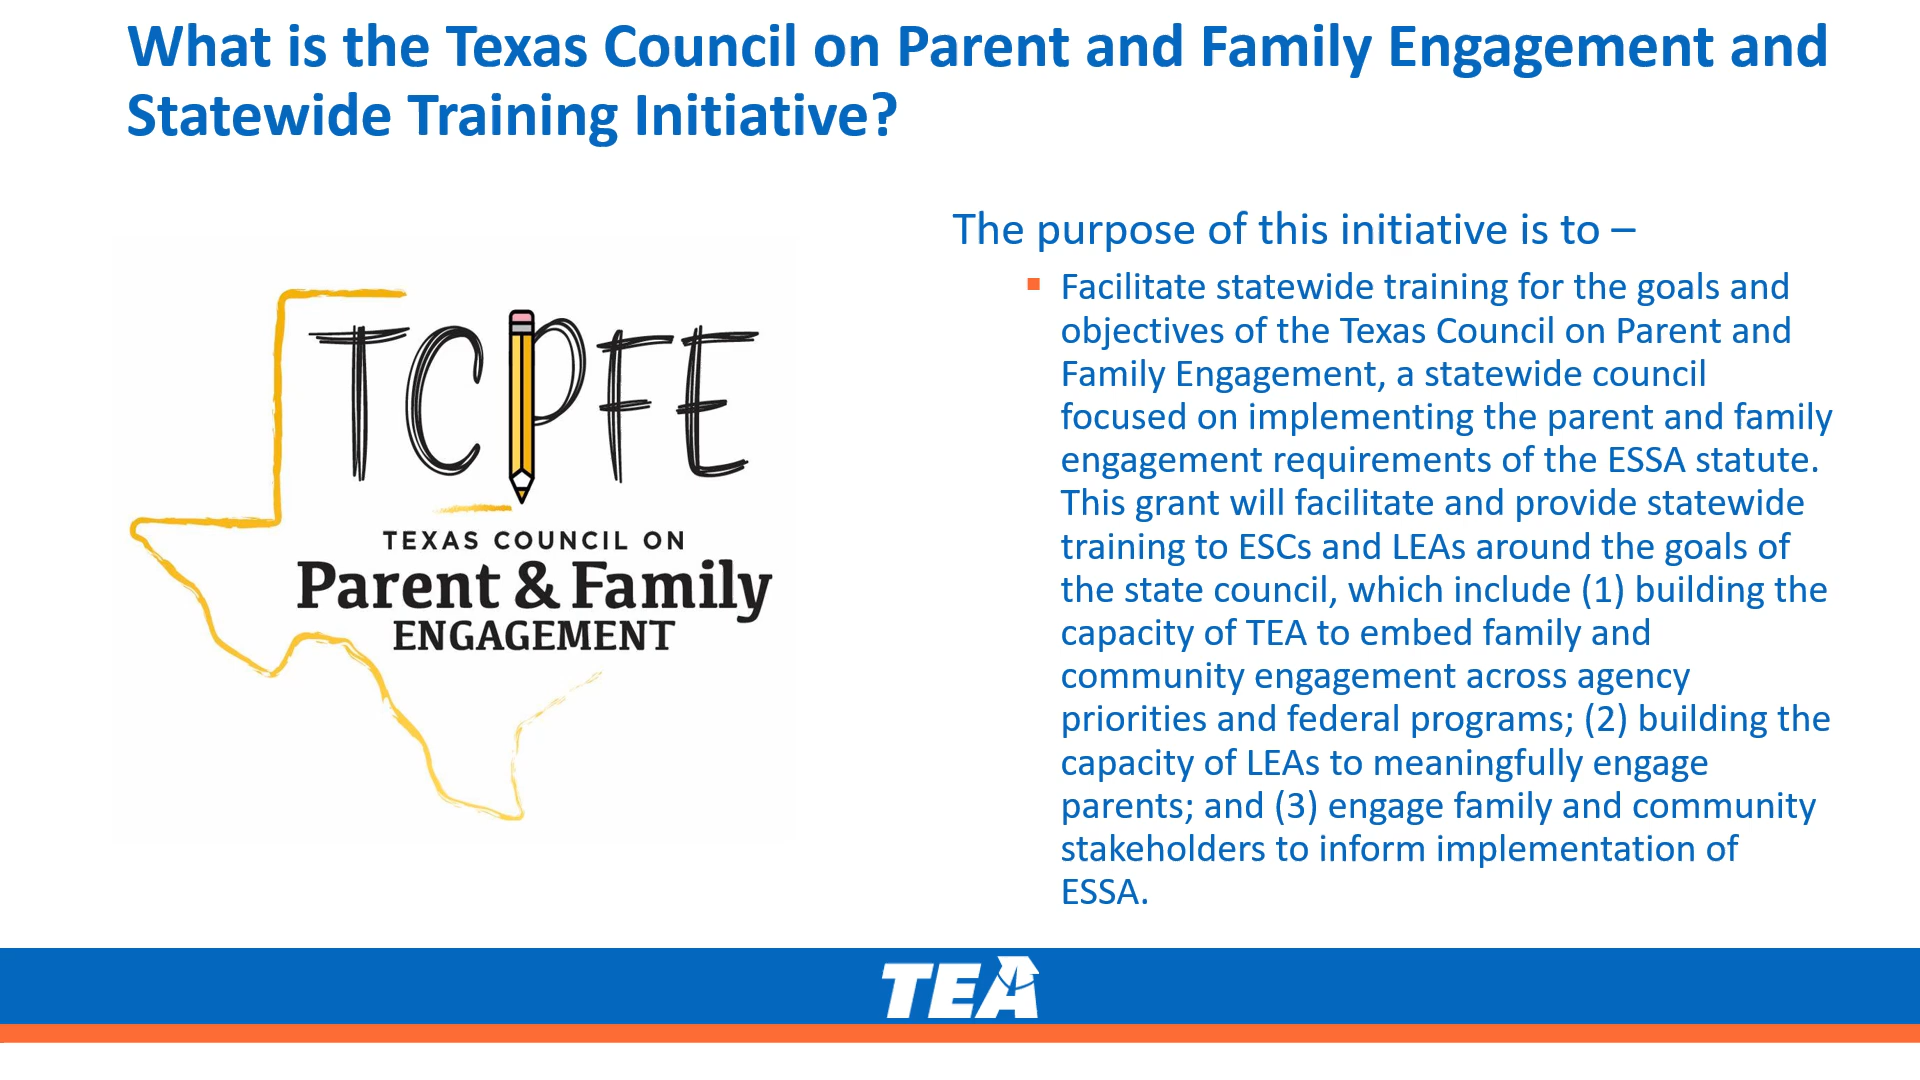 What is the Texas Council on Parent and Family Engagement and
Statewide Training Initiative?
TCPFE
TEXAS COUNCIL ON
Parent & Family
ENGAGEMENT
The purpose of this initiative is to –
Facilitate statewide training for the goals and
objectives of the Texas Council on Parent and
Family Engagement, a statewide council
focused on implementing the parent and family
engagement requirements of the ESSA statute.
This grant will facilitate and provide statewide
training to ESCs and LEAs around the goals of
the state council, which include (1) building the
capacity of TEA to embed family and
community engagement across agency
priorities and federal programs; (2) building the
capacity of LEAs to meaningfully engage
parents; and (3) engage family and community
stakeholders to inform implementation of
ESSA.
TEA